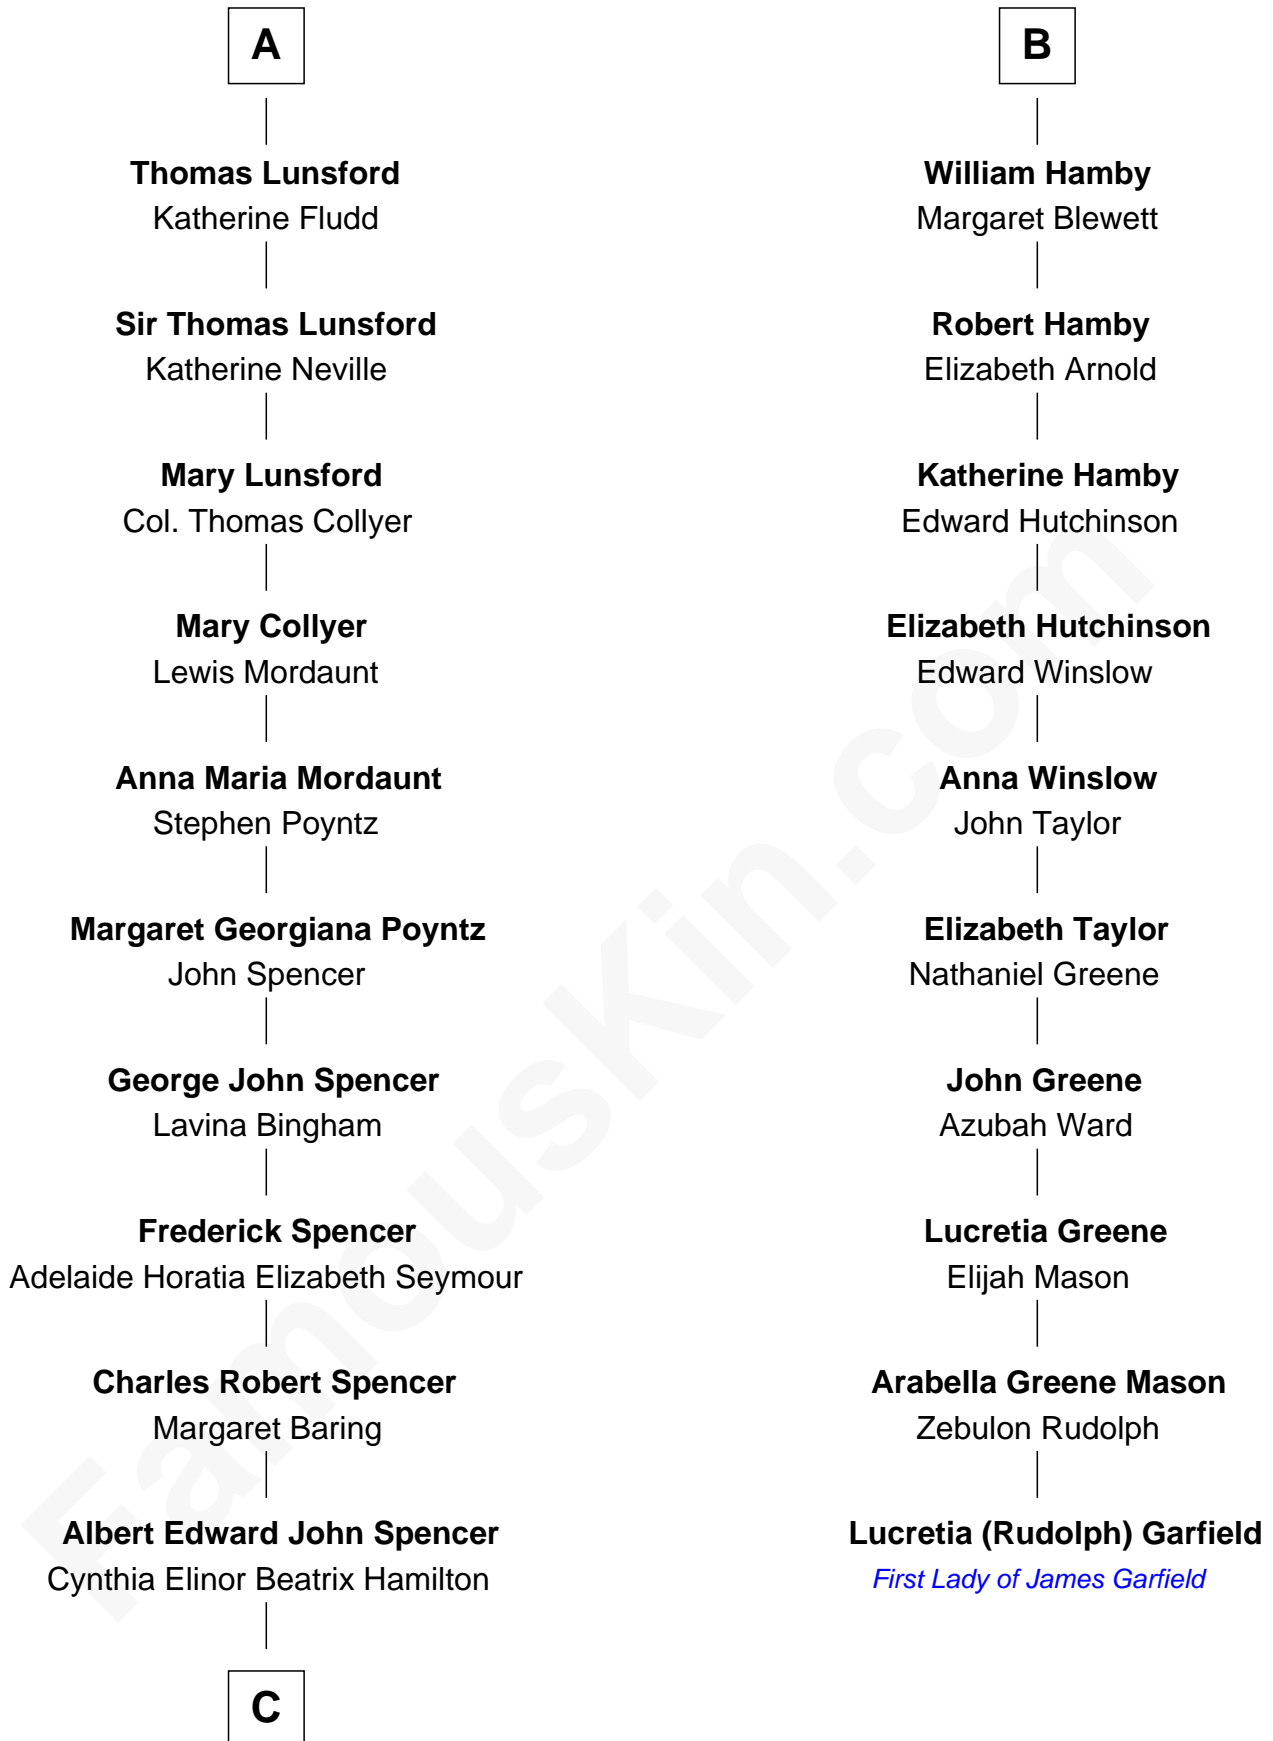 A
Thomas Lunsford
Katherine Fludd
Sir Thomas Lunsford
Katherine Neville
Mary Lunsford
Col. Thomas Collyer
Mary Collyer
Lewis Mordaunt
Anna Maria Mordaunt
Stephen Poyntz
Margaret Georgiana Poyntz
John Spencer
George John Spencer
Lavina Bingham
Frederick Spencer
Adelaide Horatia Elizabeth Seymour
Charles Robert Spencer
Margaret Baring
Albert Edward John Spencer
Cynthia Elinor Beatrix Hamilton
C
B
William Hamby
Margaret Blewett
Robert Hamby
Elizabeth Arnold
Katherine Hamby
Edward Hutchinson
Elizabeth Hutchinson
Edward Winslow
Anna Winslow
John Taylor
Elizabeth Taylor
Nathaniel Greene
John Greene
Azubah Ward
Lucretia Greene
Elijah Mason
Arabella Greene Mason
Zebulon Rudolph
Lucretia (Rudolph) Garfield
First Lady of James Garfield
FamousKin.com